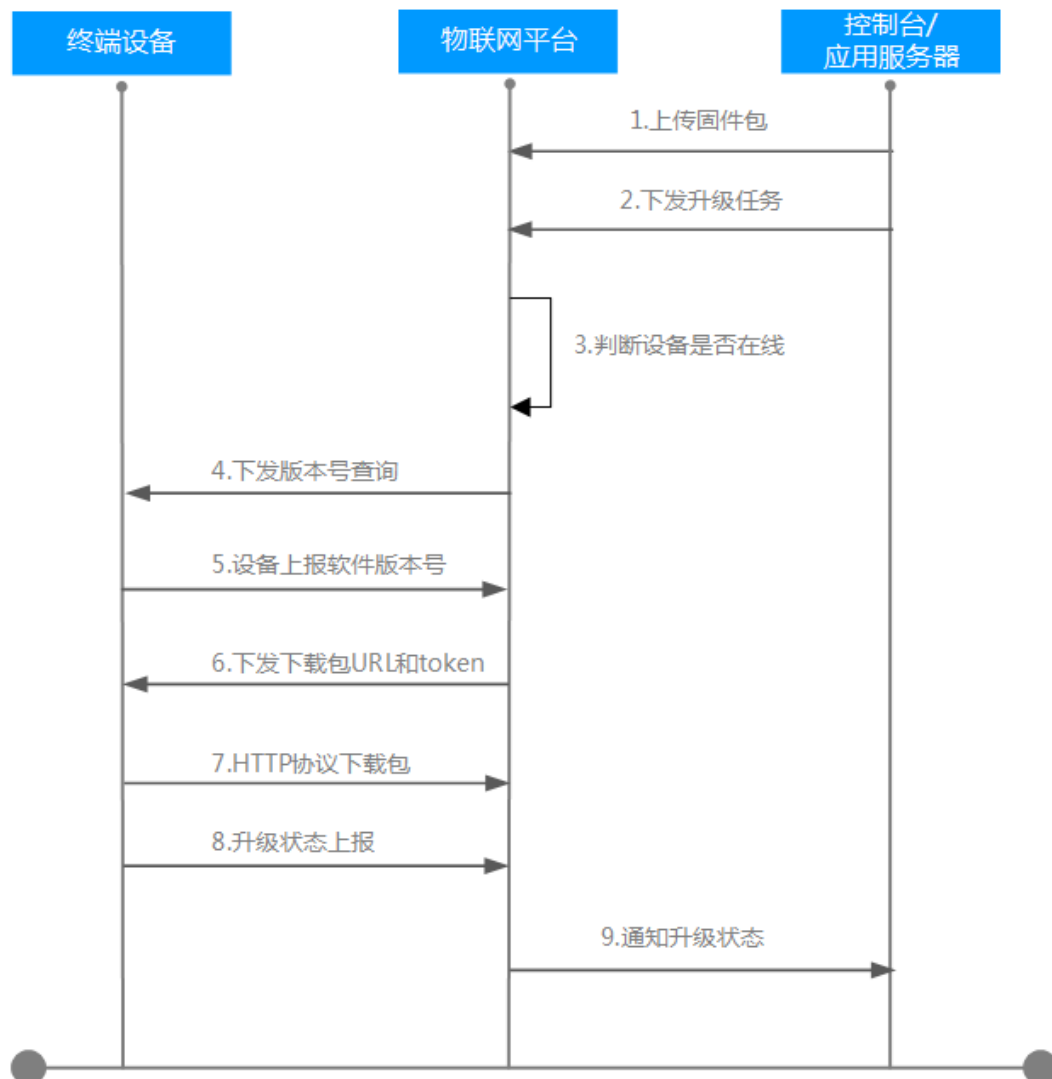 终端设备
物联网平台
控制台/
应用服务器
1.上传固件包
2.下发升级任务
3.判断设备是否在线
4.下发版本号查询
5.设备上报软件版本号
6.下发下载包URL和token
7.HTTP协议下载包
8.升级状态上报
9.通知升级状态